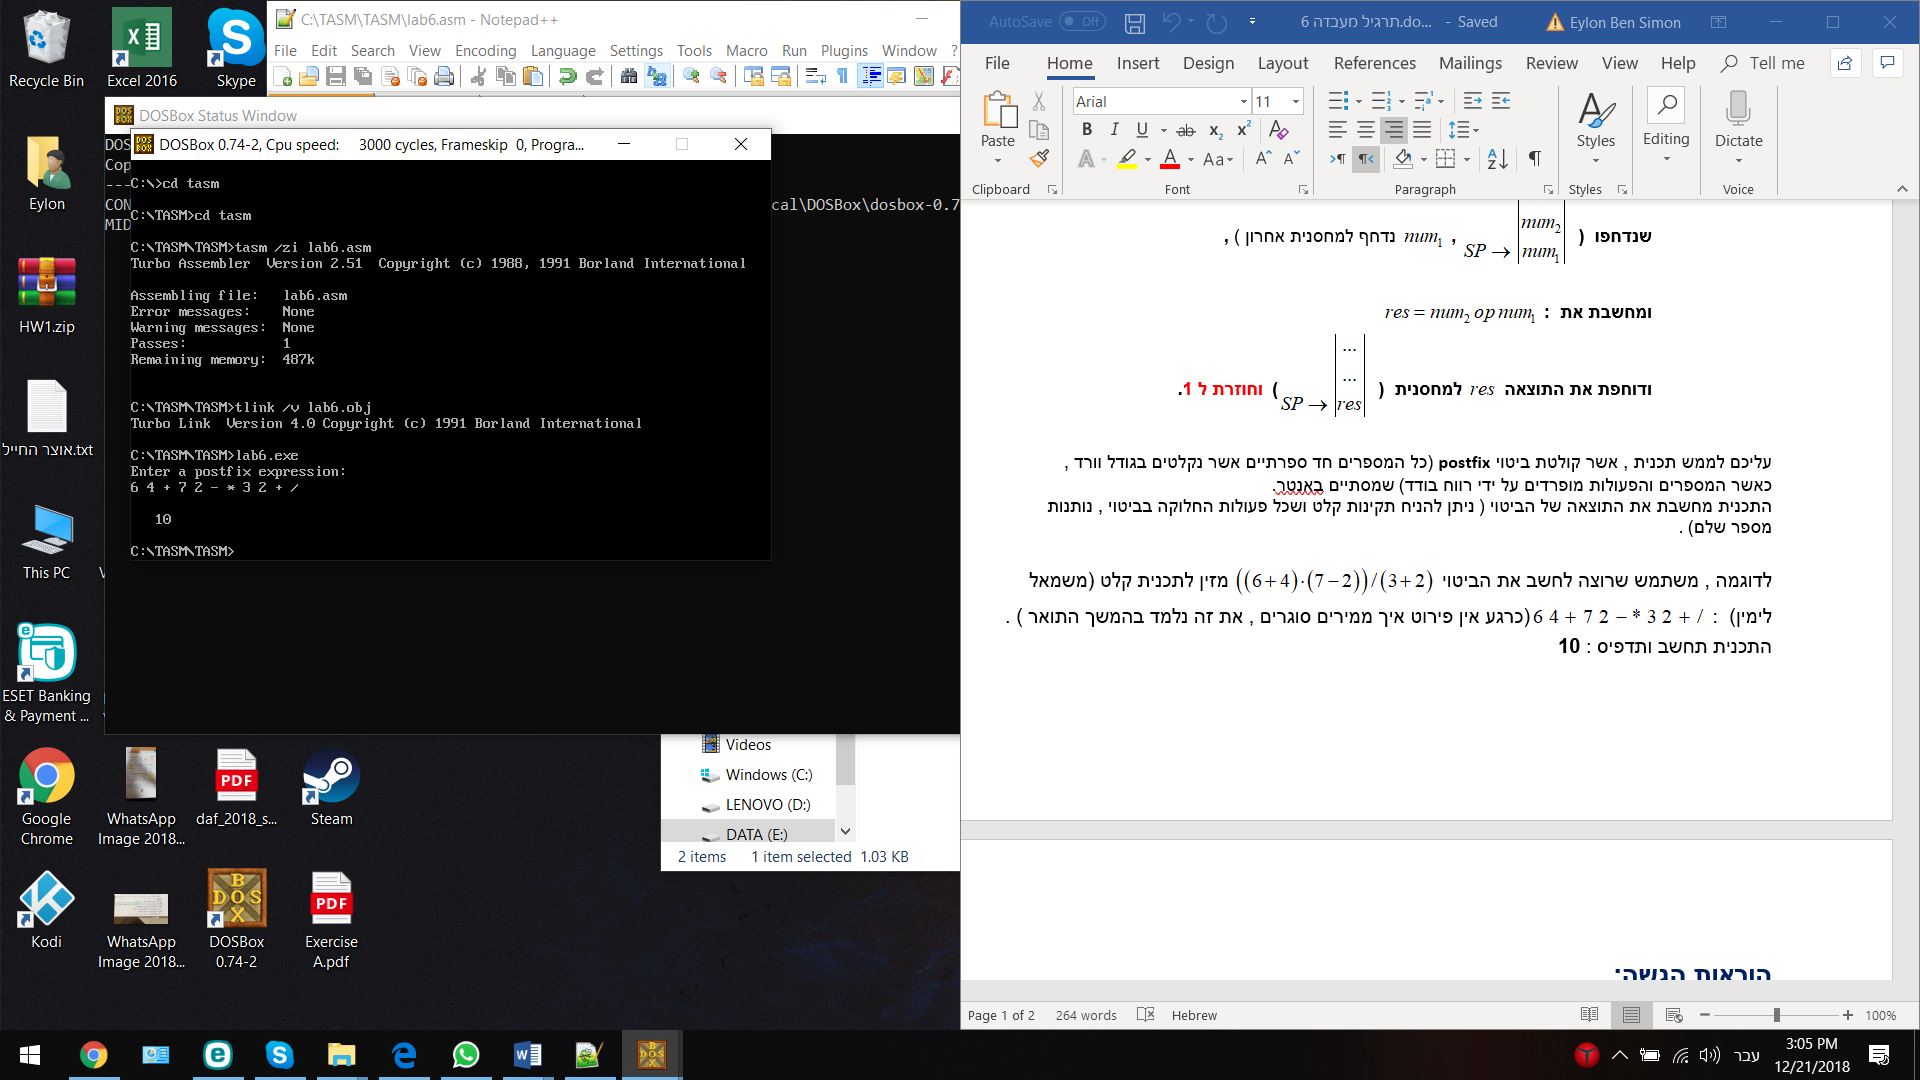 Recycle Bin
Excel 2016
Skype
Eylon
HW1.zip
אוצר החייל.txt
This PC
ESET Banking
& Payment ...
Google
Chrome
WhatsApp
Image 2018...
daf_2018_s...
Steam
Kodi
WhatsApp
Image 2018...
DOSBox
0.74-2
Exercise
A.pdf
C:\TASM\TASM\lab6.asm - Notepad++
File Edit Search View Encoding Language Settings Tools Macro Run Plugins Window ?
DOSBox Status Window
DOS
Cop
---
CON
MID
cal\DOSBox\dosbox-0.7
DOSBox 0.74-2, Cpu speed: 3000 cycles, Frameskip 0, Progra...
C:\>cd tasm
C:\TASM>cd tasm
C:\TASM\TASM>tasm /zi lab6.asm
Turbo Assembler Version 2.51 Copyright (c) 1988, 1991 Borland International
Assembling file: lab6.asm
Error messages: None
Warning messages: None
Passes: 1
Remaining memory: 487k
C:\TASM\TASM>tlink /v lab6.obj
Turbo Link Version 4.0 Copyright (c) 1991 Borland International
C:\TASM\TASM>lab6.exe
Enter a postfix expression:
6 4 + 7 2 - * 3 2 + /
10
C:\TASM\TASM>
Videos
Windows (C:)
LENOVO (D:)
DATA (E:)
2 items 1 item selected 1.03 KB
AutoSave Off תרגיל מעבדה 6.do... - Saved Eylon Ben Simon
File Home Insert Design Layout References Mailings Review View Help Tell me
Paste
Arial 11
Styles
Editing
Dictate
Clipboard Font Paragraph Styles Voice
שנדחפו ( SP → num₂ num₁ , num₁ נדחף למחסנית אחרון ) ,
ומחשבת את : res = num₂ op num₁
ודוחפת את התוצאה res למחסנית ( SP → ... ... res ) וחוזרת ל 1.
עליכם לממש תכנית , אשר קולטת ביטוי postfix (כל המספרים חד ספרתיים אשר נקלטים בגודל וורד ,
כאשר המספרים והפעולות מופרדים על ידי רווח בודד) שמסתיים באנטר.
התכנית מחשבת את התוצאה של הביטוי ( ניתן להניח תקינות קלט ושכל פעולות החלוקה בביטוי , נותנות
מספר שלם) .
לדוגמה , משתמש שרוצה לחשב את הביטוי ((6+4)·(7−2))/(3+2) מזין לתכנית קלט (משמאל
לימין) : 6 4 + 7 2 − * 3 2 + / (כרגע אין פירוט איך ממירים סוגרים , את זה נלמד בהמשך התואר ) .
התכנית תחשב ותדפיס : 10
הוראות הגשה:
Page 1 of 2 264 words Hebrew 100%
עבר
3:05 PM
12/21/2018